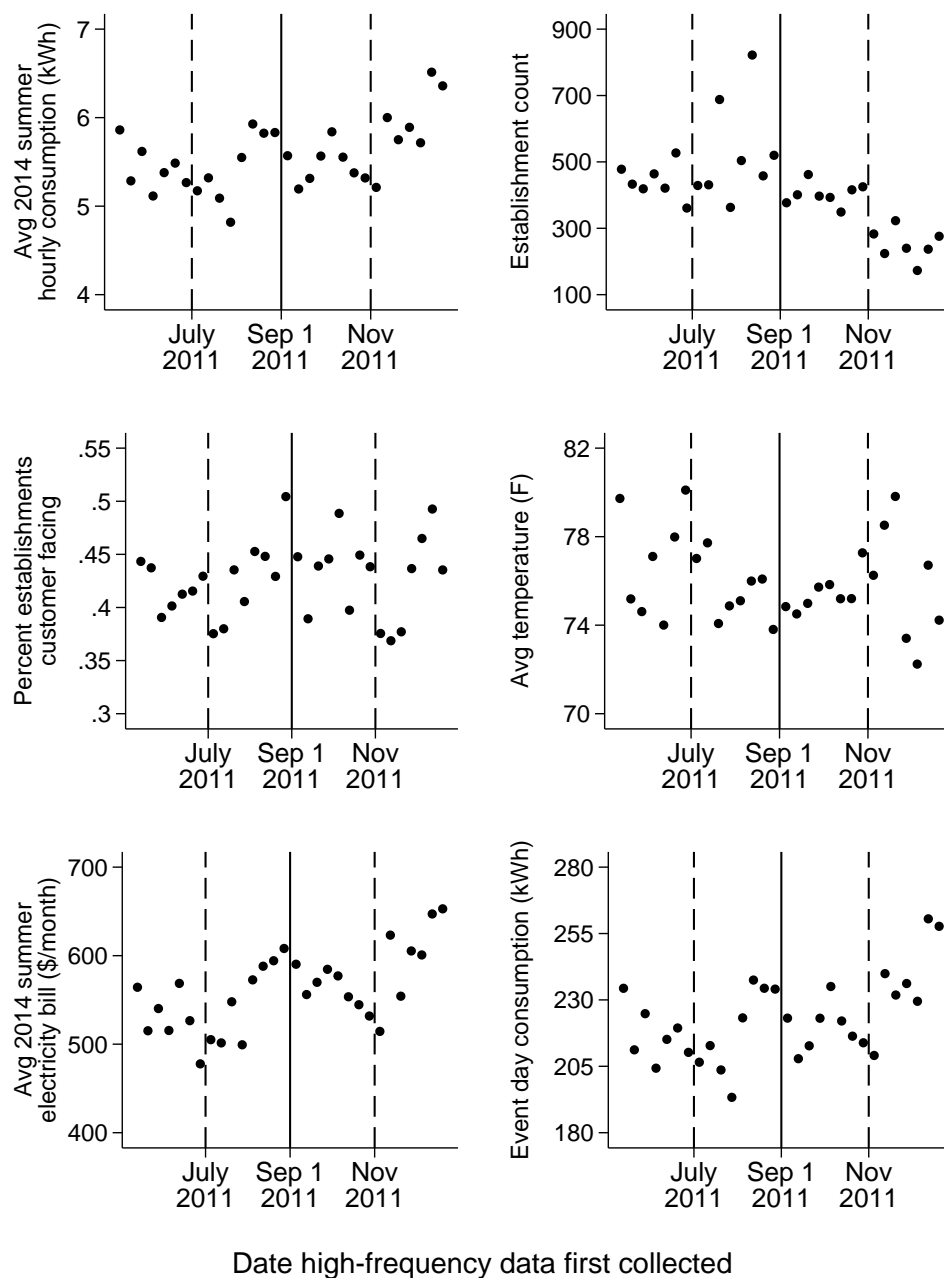 Avg 2014 summer
hourly consumption (kWh)
7
6
5
4
July
2011
Sep 1
2011
Nov
2011
Establishment count
900
700
500
300
100
July
2011
Sep 1
2011
Nov
2011
Percent establishments
customer facing
.55
.5
.45
.4
.35
.3
July
2011
Sep 1
2011
Nov
2011
Avg temperature (F)
82
78
74
70
July
2011
Sep 1
2011
Nov
2011
Avg 2014 summer
electricity bill ($/month)
700
600
500
400
July
2011
Sep 1
2011
Nov
2011
Event day consumption (kWh)
280
255
230
205
180
July
2011
Sep 1
2011
Nov
2011
Date high-frequency data first collected